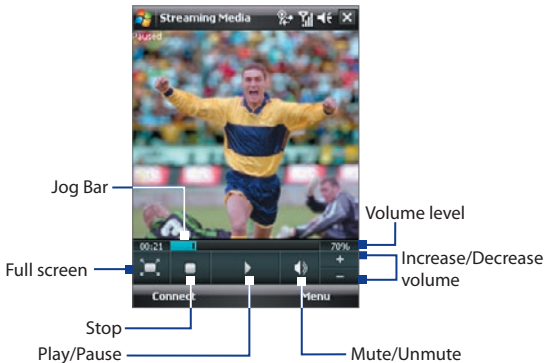 Streaming Media
Paused
Jog Bar
Volume level
00:21
70%
Full screen
+
Increase/Decrease
volume
−
Connect
Menu
Stop
Play/Pause
Mute/Unmute